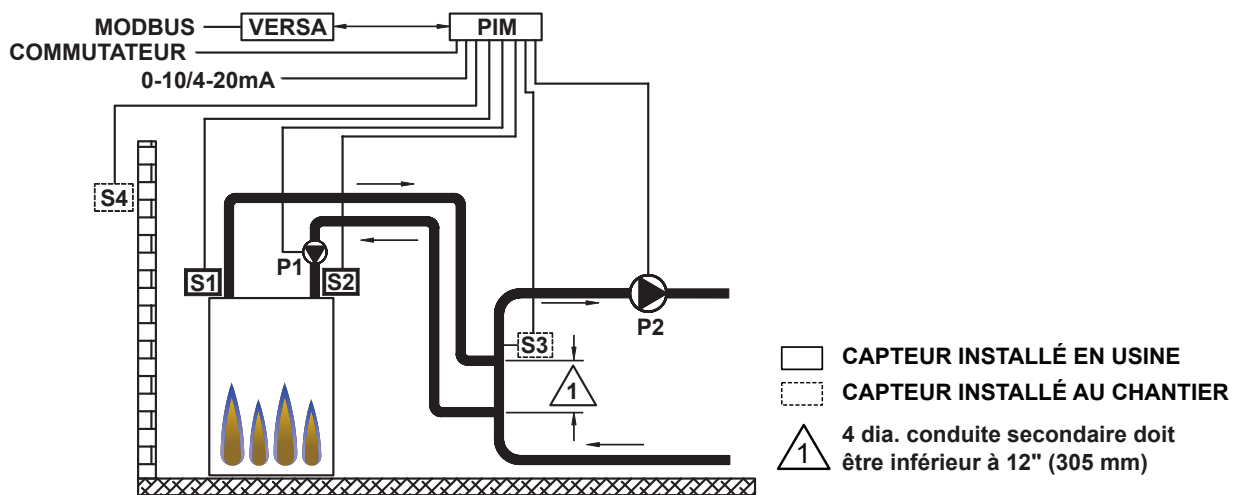 MODBUS VERSA PIM
COMMUTATEUR
0-10/4-20mA
S4
S1 P1 S2
P2
S3
1
CAPTEUR INSTALLÉ EN USINE
CAPTEUR INSTALLÉ AU CHANTIER
1
4 dia. conduite secondaire doit
être inférieur à 12" (305 mm)